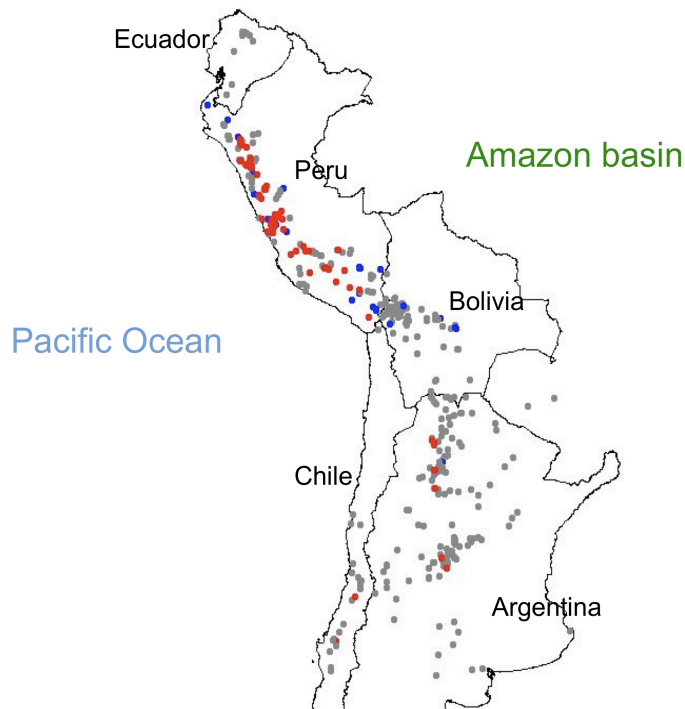 Ecuador
Amazon basin
Peru
Bolivia
Pacific Ocean
Chile
Argentina